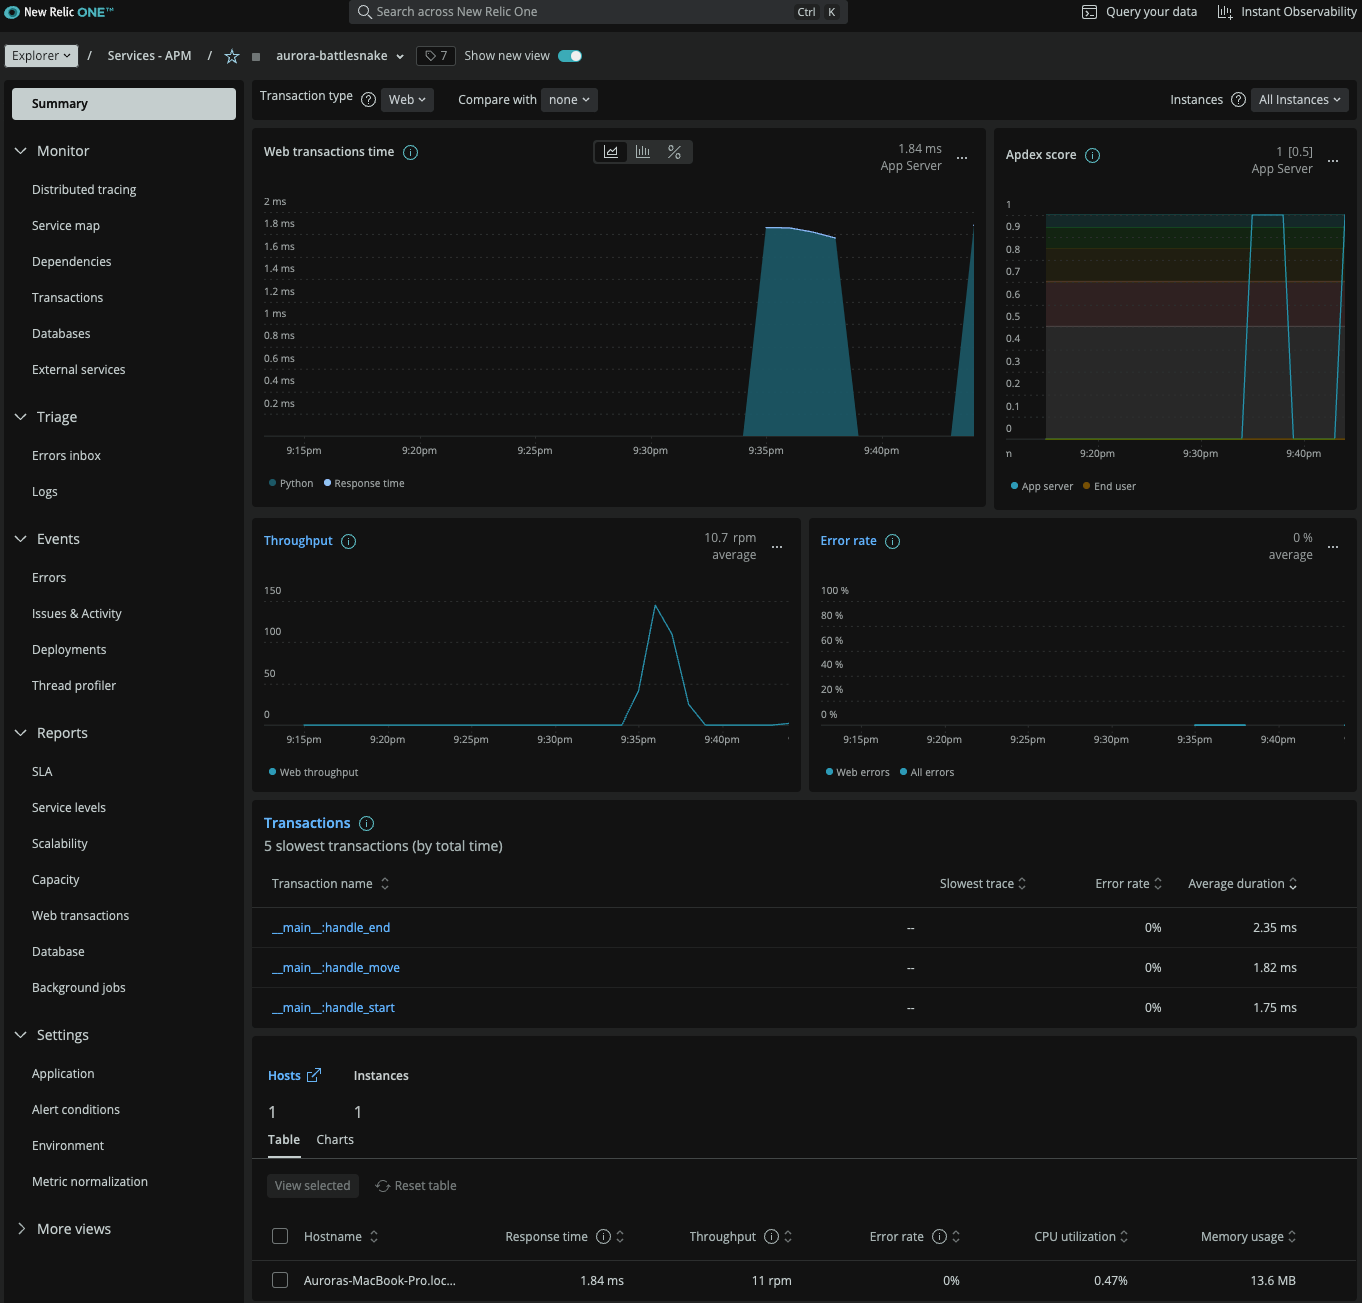 New Relic ONE™
Search across New Relic One
Ctrl K
Query your data
Instant Observability
Explorer / Services - APM / aurora-battlesnake 7 Show new view
Summary
Monitor
Distributed tracing
Service map
Dependencies
Transactions
Databases
External services
Triage
Errors inbox
Logs
Events
Errors
Issues & Activity
Deployments
Thread profiler
Reports
SLA
Service levels
Scalability
Capacity
Web transactions
Database
Background jobs
Settings
Application
Alert conditions
Environment
Metric normalization
More views
Transaction type ? Web
Compare with none
Instances ? All Instances
Web transactions time
%
1.84 ms
App Server
...
2 ms
1.8 ms
1.6 ms
1.4 ms
1.2 ms
1 ms
0.8 ms
0.6 ms
0.4 ms
0.2 ms
9:15pm 9:20pm 9:25pm 9:30pm 9:35pm 9:40pm
Python Response time
Apdex score
1 [0.5]
App Server
...
1
0.9
0.8
0.7
0.6
0.5
0.4
0.3
0.2
0.1
0
9:20pm 9:30pm 9:40pm
App server End user
Throughput
10.7 rpm
average
...
150
100
50
0
9:15pm 9:20pm 9:25pm 9:30pm 9:35pm 9:40pm
Web throughput
Error rate
0 %
average
...
100 %
80 %
60 %
40 %
20 %
0 %
9:15pm 9:20pm 9:25pm 9:30pm 9:35pm 9:40pm
Web errors All errors
Transactions
5 slowest transactions (by total time)
Transaction name Slowest trace Error rate Average duration
__main__:handle_end -- 0% 2.35 ms
__main__:handle_move -- 0% 1.82 ms
__main__:handle_start -- 0% 1.75 ms
Hosts Instances
1 1
Table Charts
View selected Reset table
Hostname Response time Throughput Error rate CPU utilization Memory usage
Auroras-MacBook-Pro.loc... 1.84 ms 11 rpm 0% 0.47% 13.6 MB